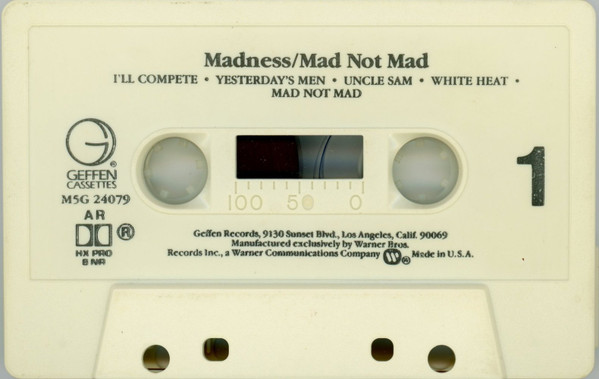 Madness/Mad Not Mad
I'LL COMPETE • YESTERDAY'S MEN • UNCLE SAM • WHITE HEAT •
MAD NOT MAD
G
GEFFEN
CASSETTES
M5G 24079
AR
HX PRO
B NR
1
100 50 0
Geffen Records, 9130 Sunset Blvd., Los Angeles, Calif. 90069
Manufactured exclusively by Warner Bros.
Records Inc., a Warner Communications Company ® Made in U.S.A.